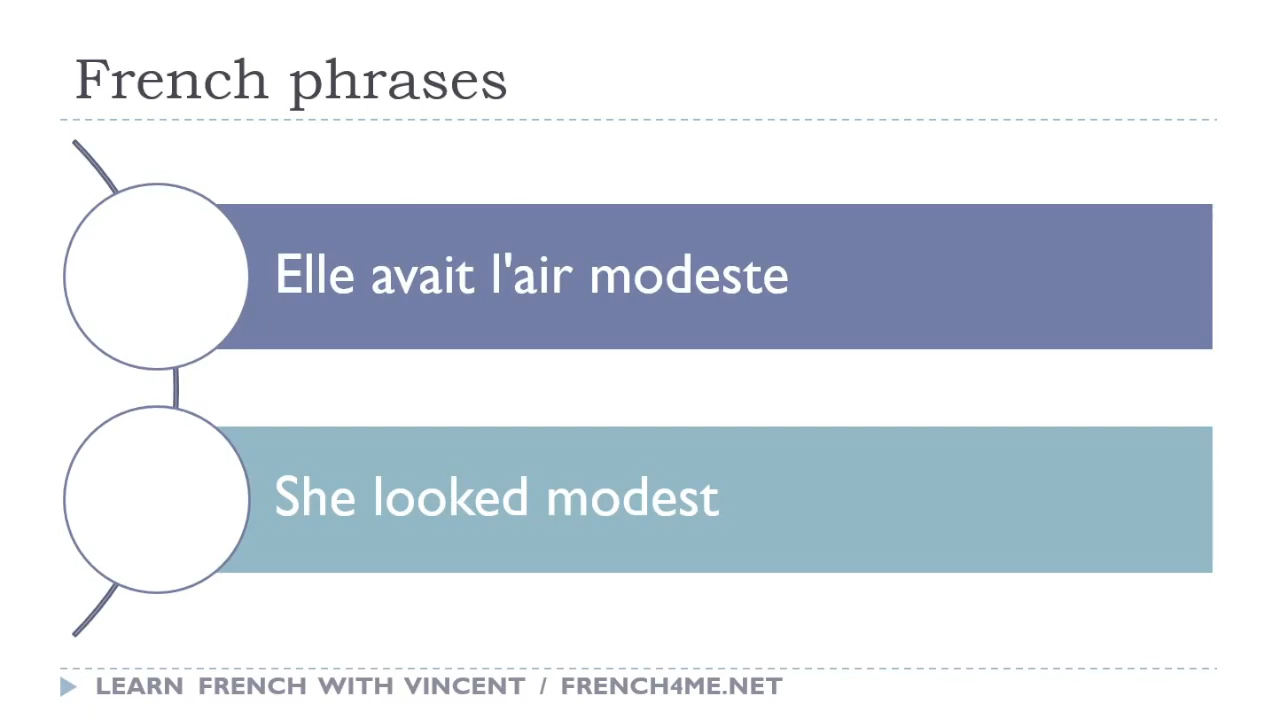 French phrases
Elle avait l'air modeste
She looked modest
LEARN FRENCH WITH VINCENT / FRENCH4ME.NET